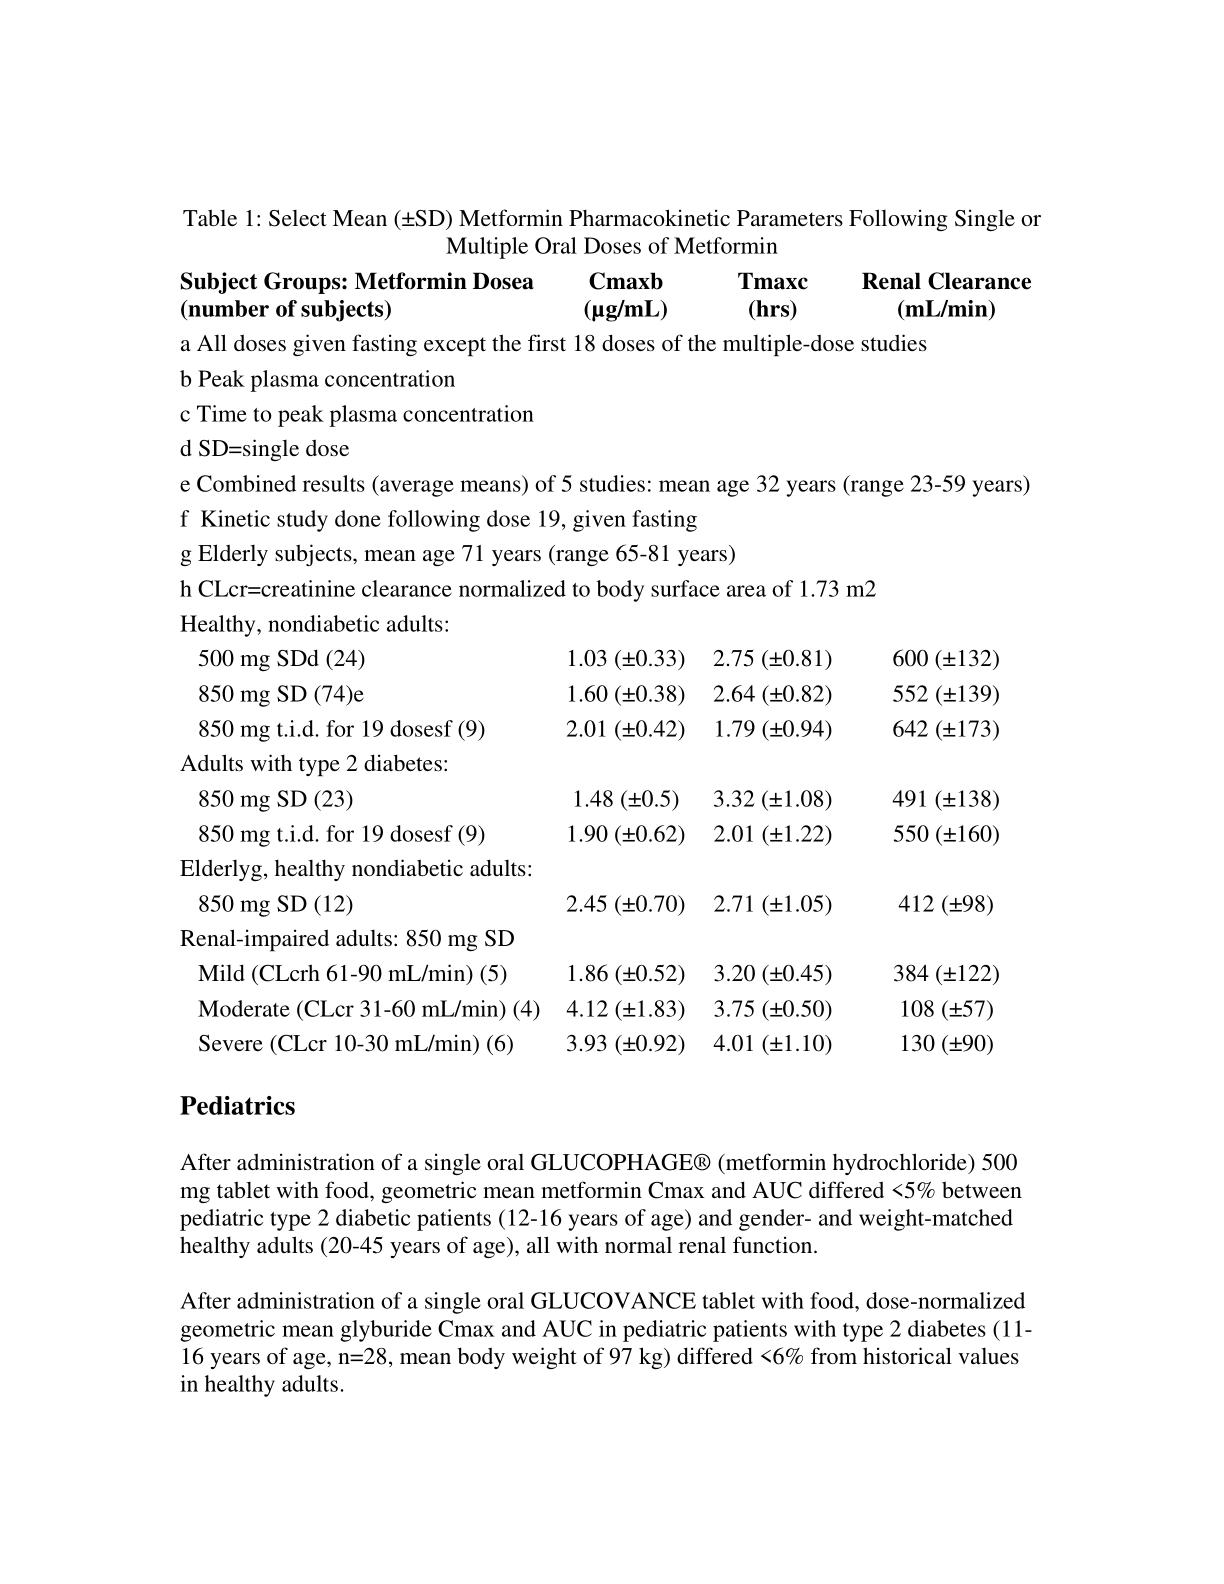 Table 1: Select Mean (±SD) Metformin Pharmacokinetic Parameters Following Single or
Multiple Oral Doses of Metformin
Subject Groups: Metformin Dosea Cmaxb Tmaxc Renal Clearance
(number of subjects) (µg/mL) (hrs) (mL/min)
a All doses given fasting except the first 18 doses of the multiple-dose studies
b Peak plasma concentration
c Time to peak plasma concentration
d SD=single dose
e Combined results (average means) of 5 studies: mean age 32 years (range 23-59 years)
f Kinetic study done following dose 19, given fasting
g Elderly subjects, mean age 71 years (range 65-81 years)
h CLcr=creatinine clearance normalized to body surface area of 1.73 m2
Healthy, nondiabetic adults:
500 mg SDd (24) 1.03 (±0.33) 2.75 (±0.81) 600 (±132)
850 mg SD (74)e 1.60 (±0.38) 2.64 (±0.82) 552 (±139)
850 mg t.i.d. for 19 dosesf (9) 2.01 (±0.42) 1.79 (±0.94) 642 (±173)
Adults with type 2 diabetes:
850 mg SD (23) 1.48 (±0.5) 3.32 (±1.08) 491 (±138)
850 mg t.i.d. for 19 dosesf (9) 1.90 (±0.62) 2.01 (±1.22) 550 (±160)
Elderlyg, healthy nondiabetic adults:
850 mg SD (12) 2.45 (±0.70) 2.71 (±1.05) 412 (±98)
Renal-impaired adults: 850 mg SD
Mild (CLcrh 61-90 mL/min) (5) 1.86 (±0.52) 3.20 (±0.45) 384 (±122)
Moderate (CLcr 31-60 mL/min) (4) 4.12 (±1.83) 3.75 (±0.50) 108 (±57)
Severe (CLcr 10-30 mL/min) (6) 3.93 (±0.92) 4.01 (±1.10) 130 (±90)
Pediatrics
After administration of a single oral GLUCOPHAGE® (metformin hydrochloride) 500
mg tablet with food, geometric mean metformin Cmax and AUC differed <5% between
pediatric type 2 diabetic patients (12-16 years of age) and gender- and weight-matched
healthy adults (20-45 years of age), all with normal renal function.
After administration of a single oral GLUCOVANCE tablet with food, dose-normalized
geometric mean glyburide Cmax and AUC in pediatric patients with type 2 diabetes (11-
16 years of age, n=28, mean body weight of 97 kg) differed <6% from historical values
in healthy adults.